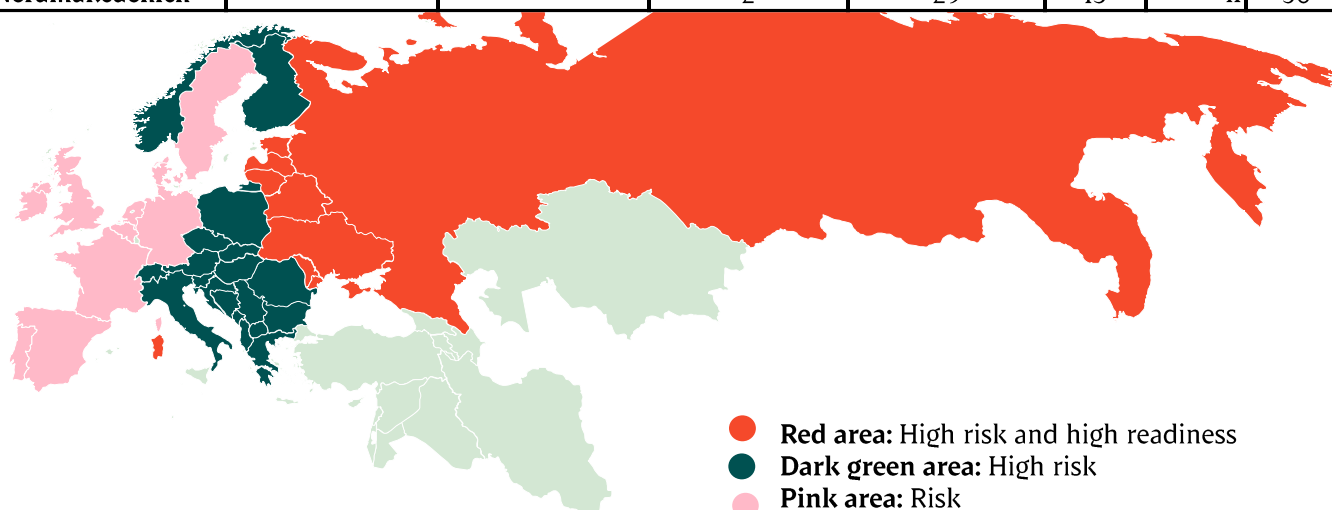 Red area: High risk and high readiness
Dark green area: High risk
Pink area: Risk